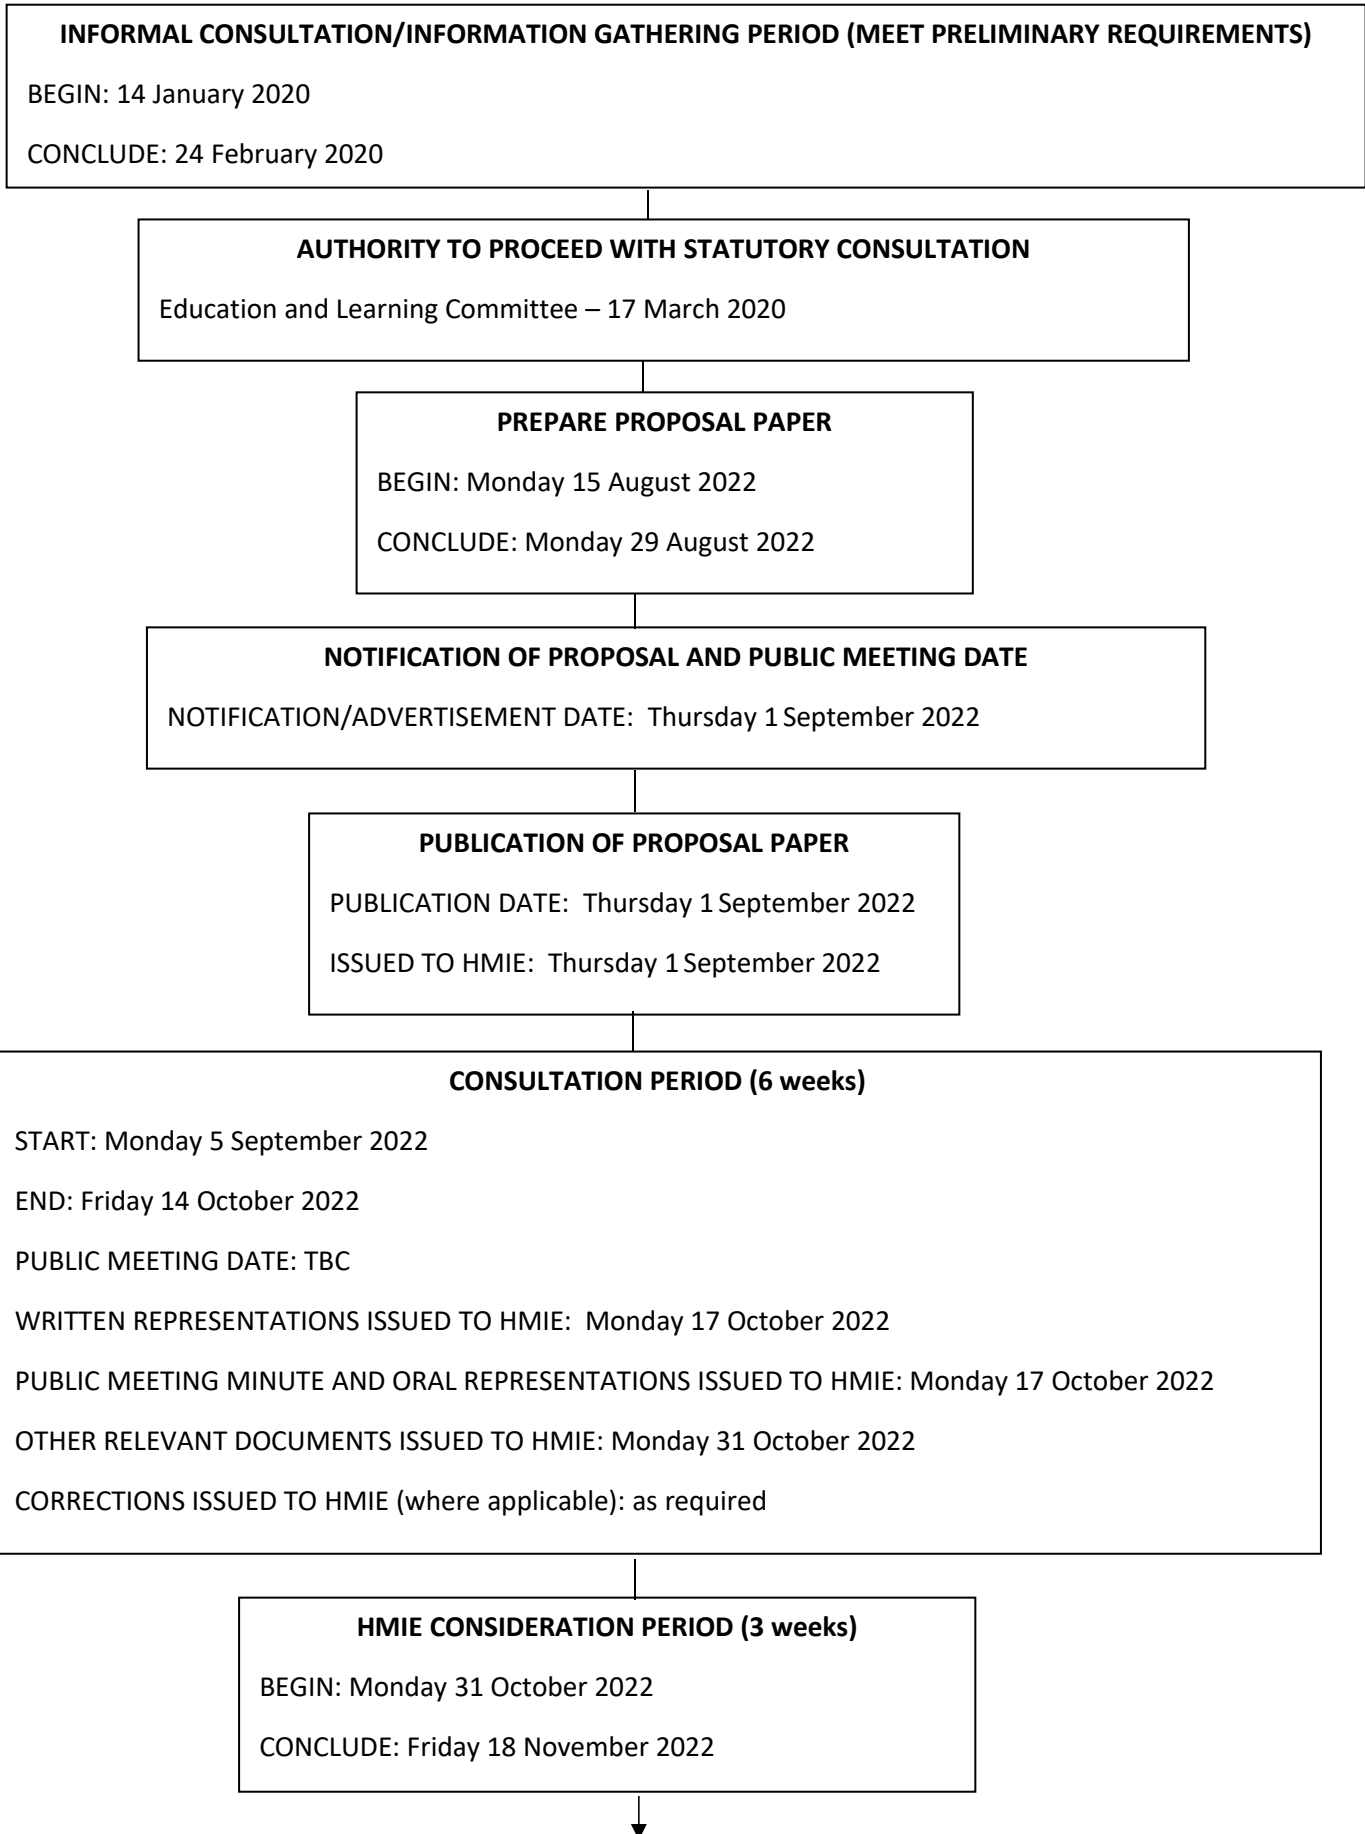 INFORMAL CONSULTATION/INFORMATION GATHERING PERIOD (MEET PRELIMINARY REQUIREMENTS)
BEGIN: 14 January 2020
CONCLUDE: 24 February 2020
AUTHORITY TO PROCEED WITH STATUTORY CONSULTATION
Education and Learning Committee – 17 March 2020
PREPARE PROPOSAL PAPER
BEGIN: Monday 15 August 2022
CONCLUDE: Monday 29 August 2022
NOTIFICATION OF PROPOSAL AND PUBLIC MEETING DATE
NOTIFICATION/ADVERTISEMENT DATE: Thursday 1 September 2022
PUBLICATION OF PROPOSAL PAPER
PUBLICATION DATE: Thursday 1 September 2022
ISSUED TO HMIE: Thursday 1 September 2022
CONSULTATION PERIOD (6 weeks)
START: Monday 5 September 2022
END: Friday 14 October 2022
PUBLIC MEETING DATE: TBC
WRITTEN REPRESENTATIONS ISSUED TO HMIE: Monday 17 October 2022
PUBLIC MEETING MINUTE AND ORAL REPRESENTATIONS ISSUED TO HMIE: Monday 17 October 2022
OTHER RELEVANT DOCUMENTS ISSUED TO HMIE: Monday 31 October 2022
CORRECTIONS ISSUED TO HMIE (where applicable): as required
HMIE CONSIDERATION PERIOD (3 weeks)
BEGIN: Monday 31 October 2022
CONCLUDE: Friday 18 November 2022